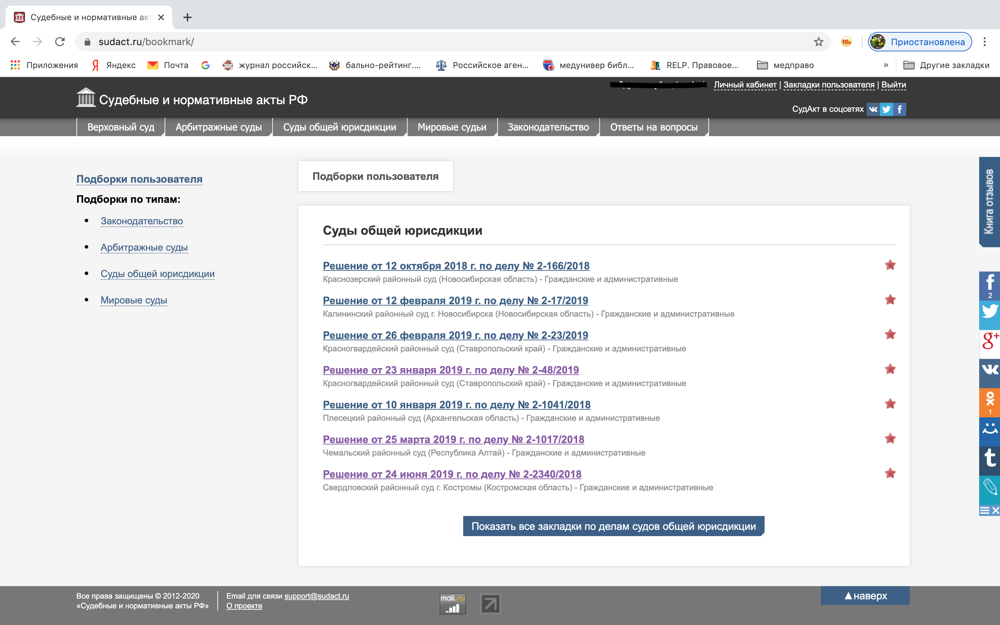 Судебные и нормативные акт
sudact.ru/bookmark/
Приостановлена
Приложения
Яндекс
Почта
журнал российск...
бально-рейтинг....
Российское аген...
медунивер библ...
RELP. Правовое...
медправо
»
Другие закладки
Личный кабинет | Закладки пользователя | Выйти
Судебные и нормативные акты РФ
СудАкт в соцсетях
Верховный суд
Арбитражные суды
Суды общей юрисдикции
Мировые судьи
Законодательство
Ответы на вопросы
Подборки пользователя
Подборки по типам:
Законодательство
Арбитражные суды
Суды общей юрисдикции
Мировые суды
Подборки пользователя
Суды общей юрисдикции
Решение от 12 октября 2018 г. по делу № 2-166/2018
Краснозерский районный суд (Новосибирская область) - Гражданские и административные
Решение от 12 февраля 2019 г. по делу № 2-17/2019
Калининский районный суд г. Новосибирска (Новосибирская область) - Гражданские и административные
Решение от 26 февраля 2019 г. по делу № 2-23/2019
Красногвардейский районный суд (Ставропольский край) - Гражданские и административные
Решение от 23 января 2019 г. по делу № 2-48/2019
Красногвардейский районный суд (Ставропольский край) - Гражданские и административные
Решение от 10 января 2019 г. по делу № 2-1041/2018
Плесецкий районный суд (Архангельская область) - Гражданские и административные
Решение от 25 марта 2019 г. по делу № 2-1017/2018
Чемальский районный суд (Республика Алтай) - Гражданские и административные
Решение от 24 июня 2019 г. по делу № 2-2340/2018
Свердловский районный суд г. Костромы (Костромская область) - Гражданские и административные
Показать все закладки по делам судов общей юрисдикции
Книга отзывов
2
g+
1
Все права защищены © 2012-2020
«Судебные и нормативные акты РФ»
Email для связи support@sudact.ru
О проекте
mail.ru
наверх